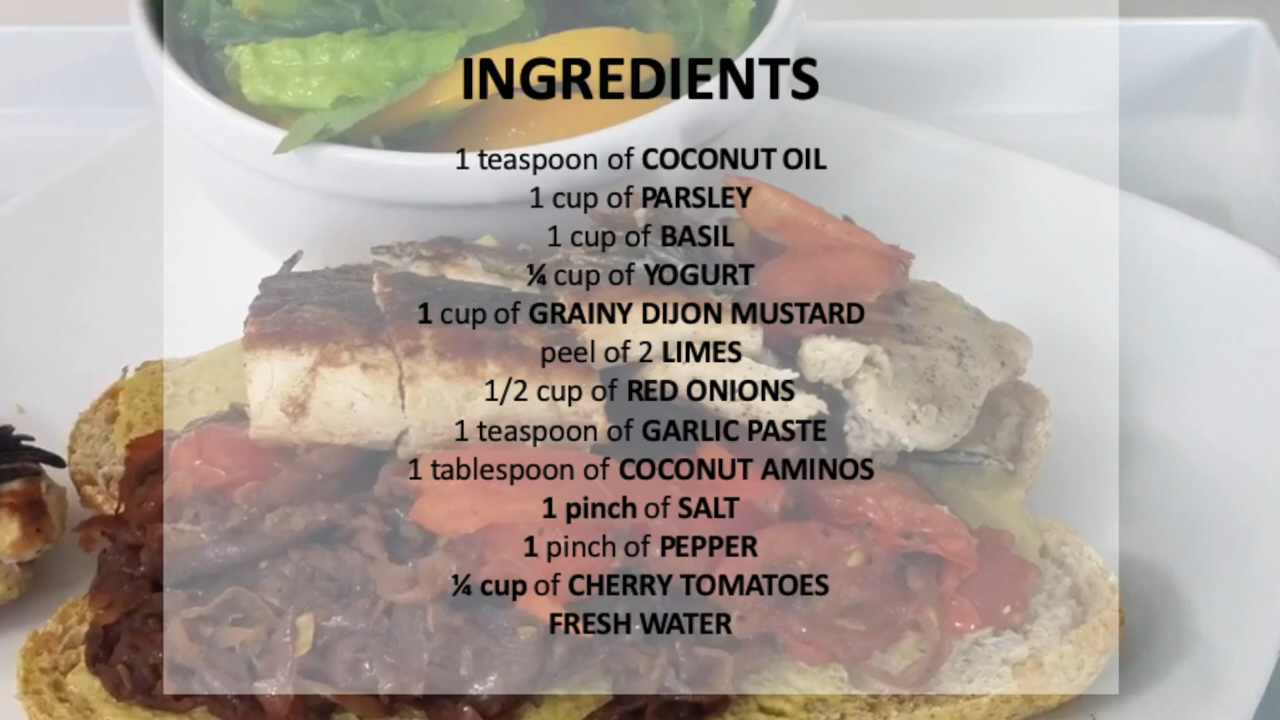 INGREDIENTS
1 teaspoon of COCONUT OIL
1 cup of PARSLEY
1 cup of BASIL
¼ cup of YOGURT
1 cup of GRAINY DIJON MUSTARD
peel of 2 LIMES
1/2 cup of RED ONIONS
1 teaspoon of GARLIC PASTE
1 tablespoon of COCONUT AMINOS
1 pinch of SALT
1 pinch of PEPPER
¼ cup of CHERRY TOMATOES
FRESH WATER